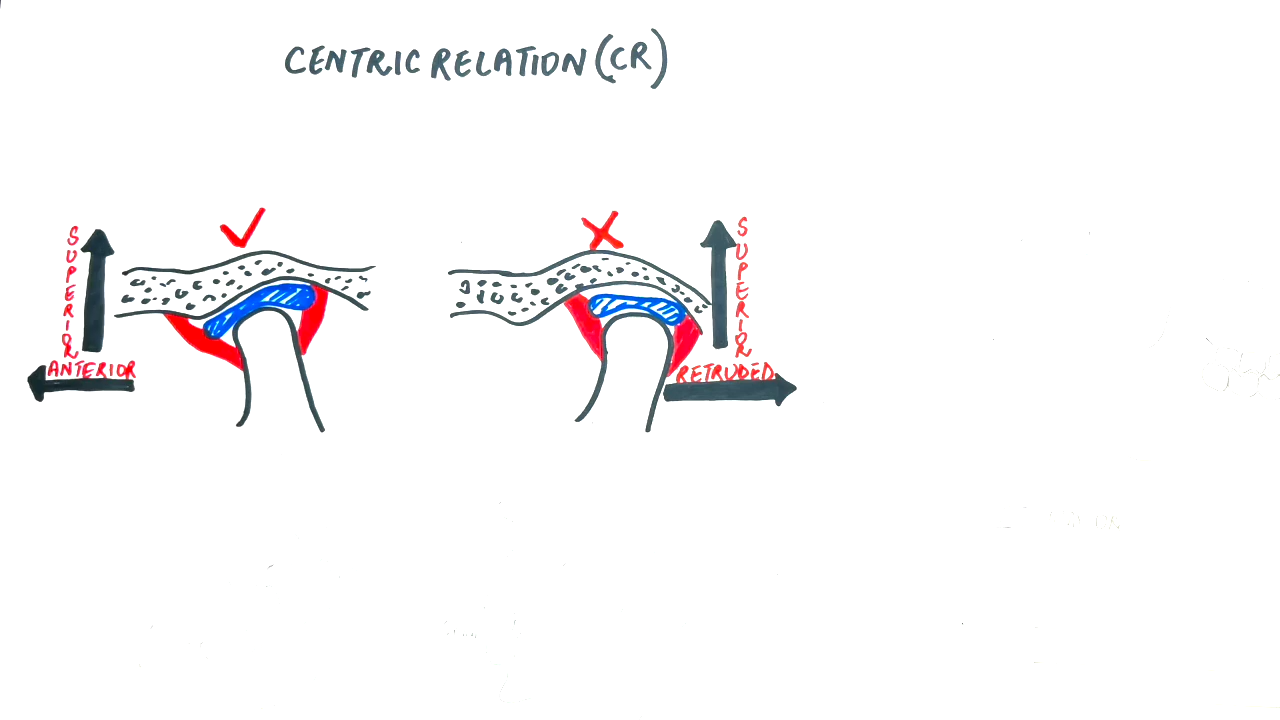 CENTRIC RELATION (CR)
SUPERIOR
ANTERIOR
SUPERIOR
RETRUDED